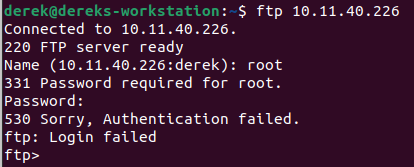 derek@dereks-workstation:~$ ftp 10.11.40.226
Connected to 10.11.40.226.
220 FTP server ready
Name (10.11.40.226:derek): root
331 Password required for root.
Password:
530 Sorry, Authentication failed.
ftp: Login failed
ftp>